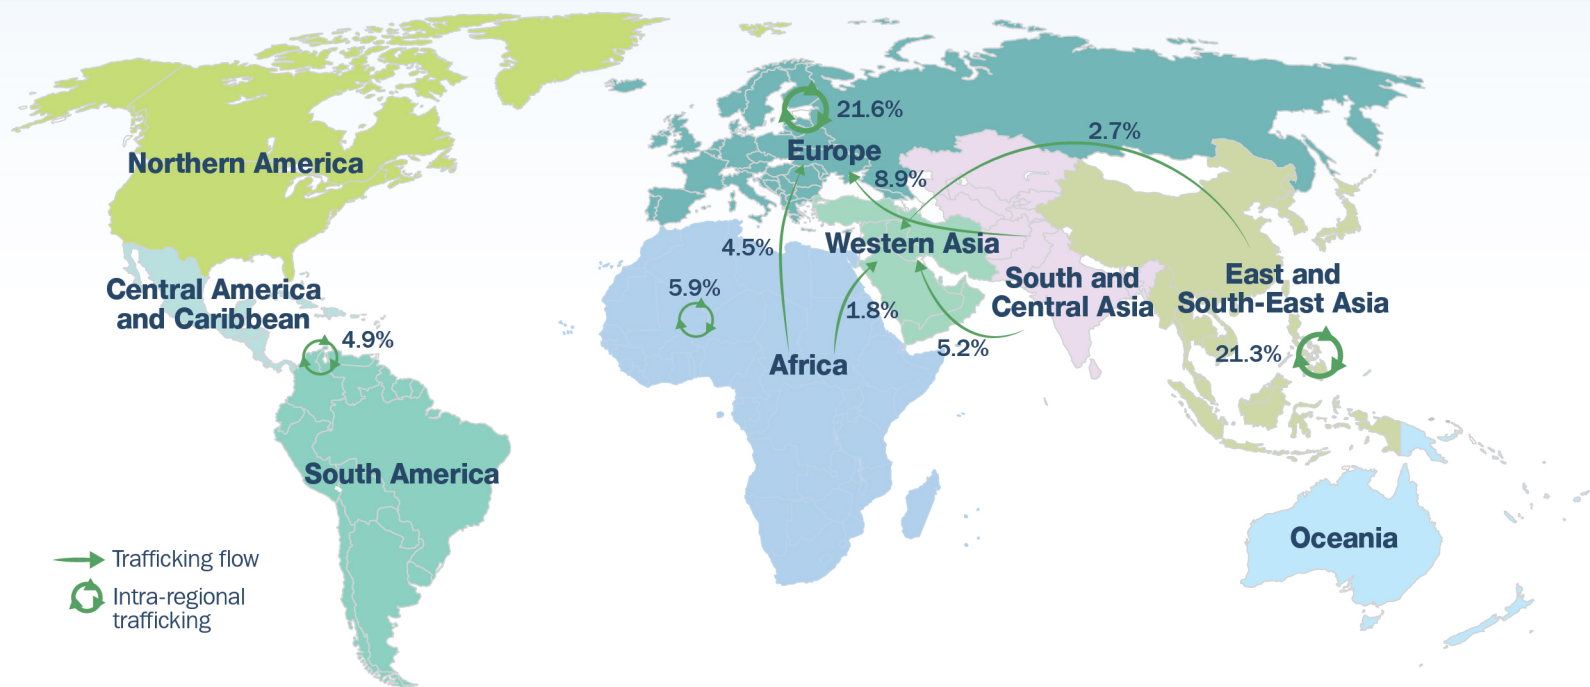 2.7%
21.6%
Europe
Northern America
8.9%
4.5%
Western Asia
Central America
and Caribbean
5.9%
South and
Central Asia
East and
South-East Asia
1.8%
4.9%
5.2%
21.3%
Africa
South America
Oceania
Trafficking flow
Intra-regional
trafficking